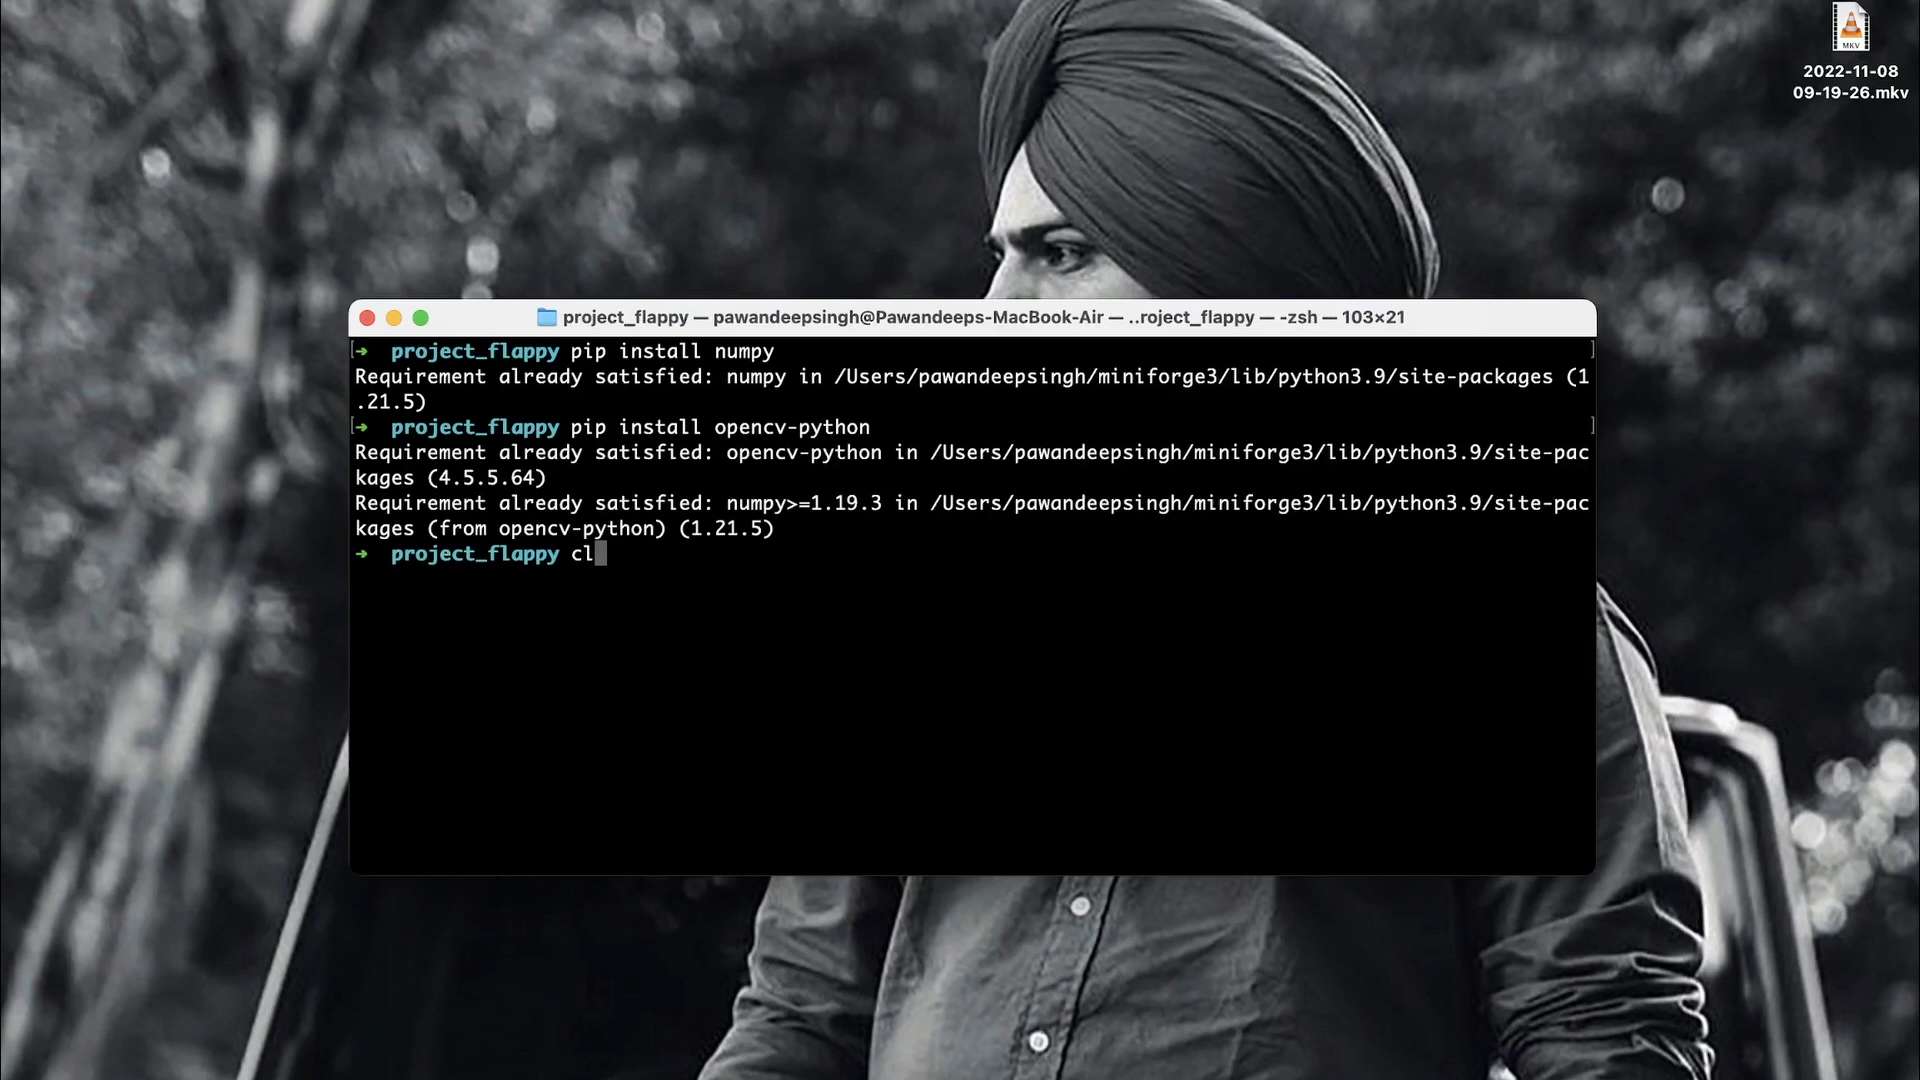 MKV
2022-11-08
09-19-26.mkv
project_flappy — pawandeepsingh@Pawandeeps-MacBook-Air — ..roject_flappy — -zsh — 103×21
[➜  project_flappy pip install numpy ]
Requirement already satisfied: numpy in /Users/pawandeepsingh/miniforge3/lib/python3.9/site-packages (1
.21.5)
[➜  project_flappy pip install opencv-python ]
Requirement already satisfied: opencv-python in /Users/pawandeepsingh/miniforge3/lib/python3.9/site-pac
kages (4.5.5.64)
Requirement already satisfied: numpy>=1.19.3 in /Users/pawandeepsingh/miniforge3/lib/python3.9/site-pac
kages (from opencv-python) (1.21.5)
➜  project_flappy cl